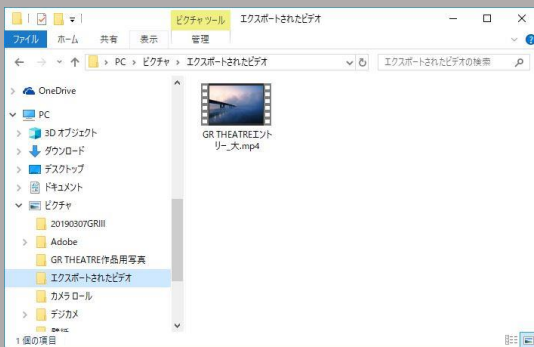 ピクチャ ツール エクスポートされたビデオ
ファイル ホーム 共有 表示 管理
PC › ピクチャ › エクスポートされたビデオ
エクスポートされたビデオの検索
OneDrive
PC
3D オブジェクト
ダウンロード
デスクトップ
ドキュメント
ピクチャ
20190307GRIII
Adobe
GR THEATRE作品用写真
エクスポートされたビデオ
カメラ ロール
デジカメ
GR THEATREエント
リー_大.mp4
1 個の項目